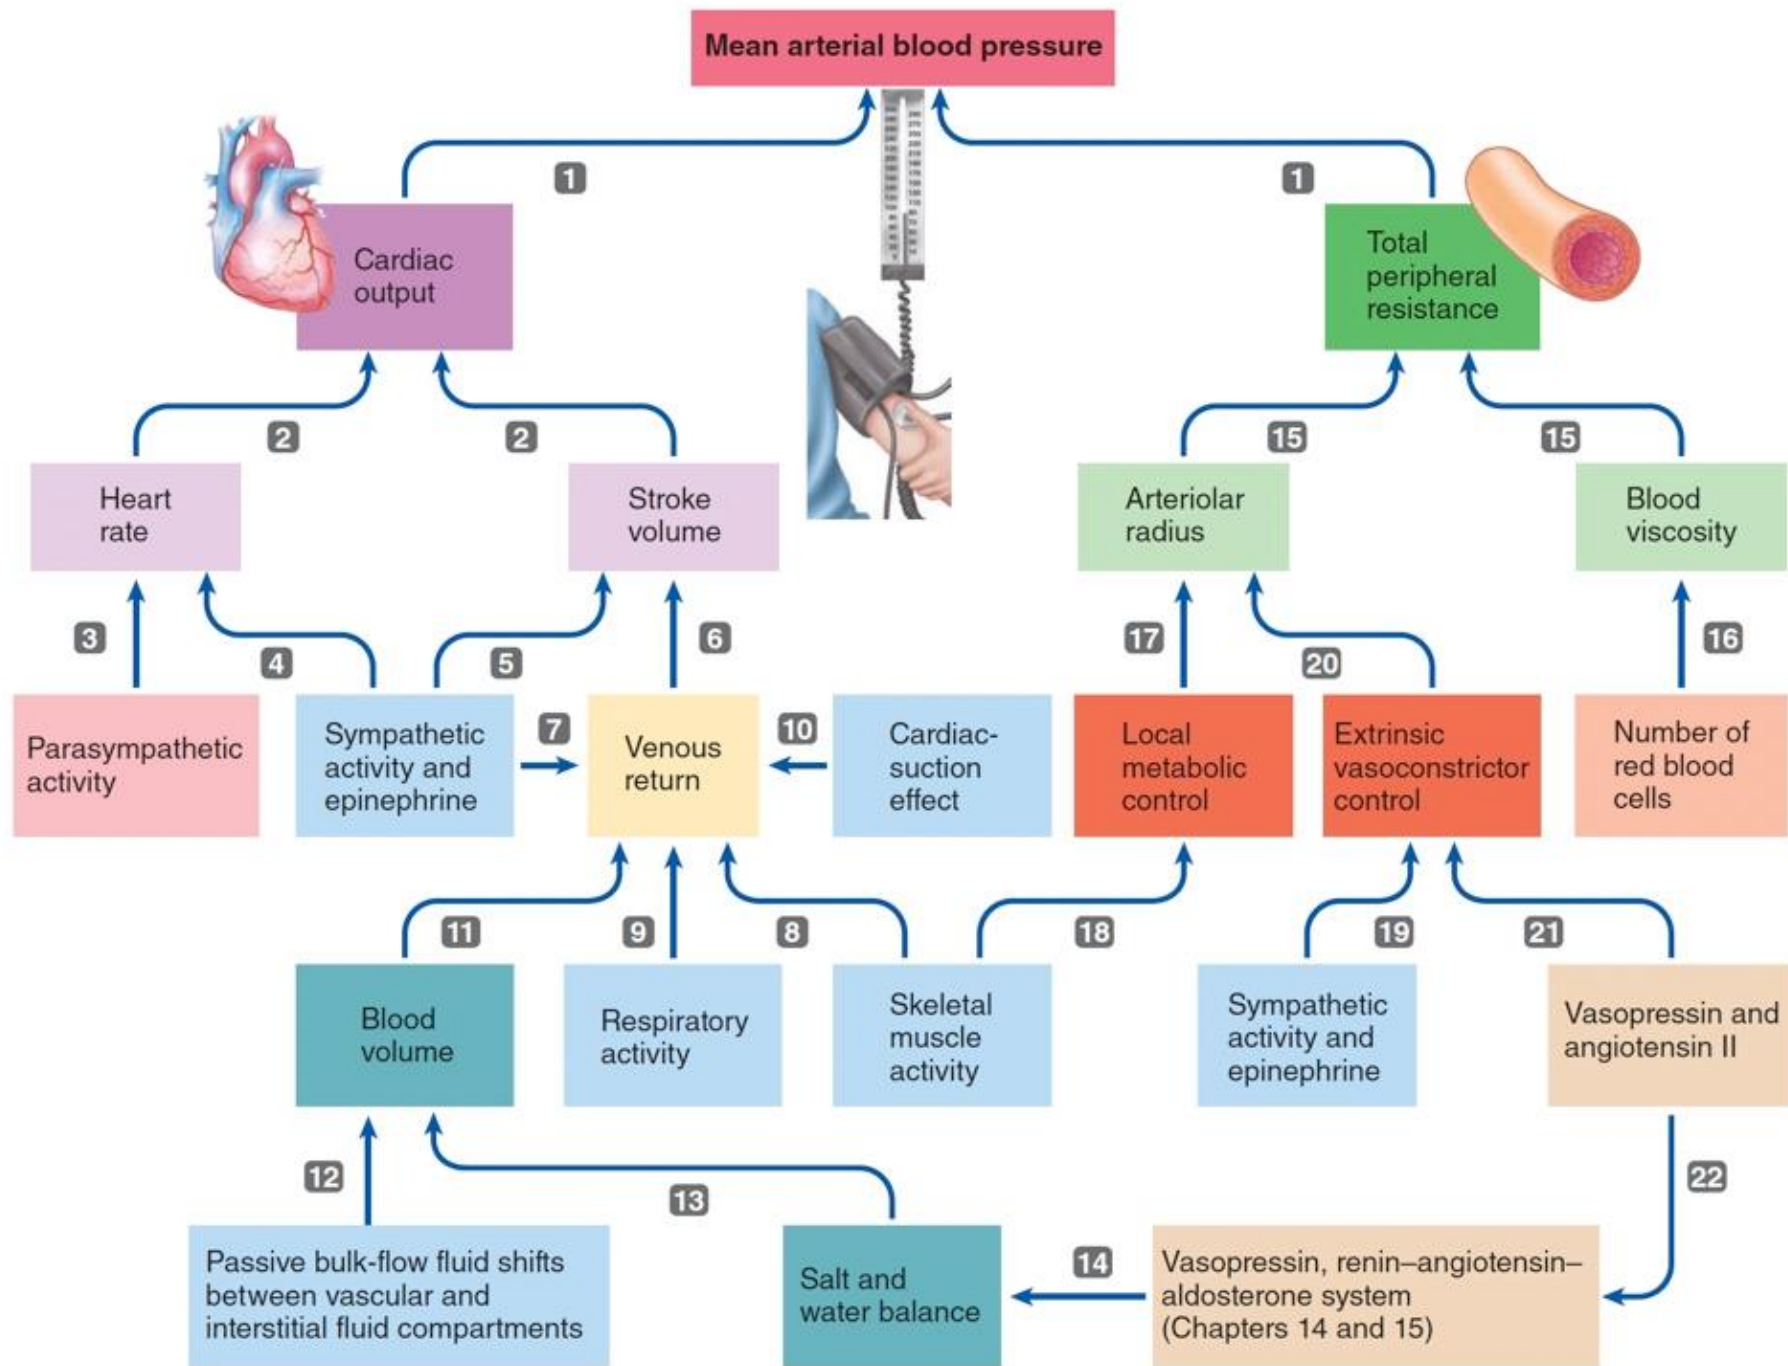 Mean arterial blood pressure
1
1
Cardiac
output
Total
peripheral
resistance
2
2
15
15
Heart
rate
Stroke
volume
Arteriolar
radius
Blood
viscosity
3
4
5
6
17
20
16
Parasympathetic
activity
Sympathetic
activity and
epinephrine
7
Venous
return
10
Cardiac-
suction
effect
Local
metabolic
control
Extrinsic
vasoconstrictor
control
Number of
red blood
cells
11
9
8
18
19
21
Blood
volume
Respiratory
activity
Skeletal
muscle
activity
Sympathetic
activity and
epinephrine
Vasopressin and
angiotensin II
12
13
22
Passive bulk-flow fluid shifts
between vascular and
interstitial fluid compartments
Salt and
water balance
14
Vasopressin, renin–angiotensin–
aldosterone system
(Chapters 14 and 15)